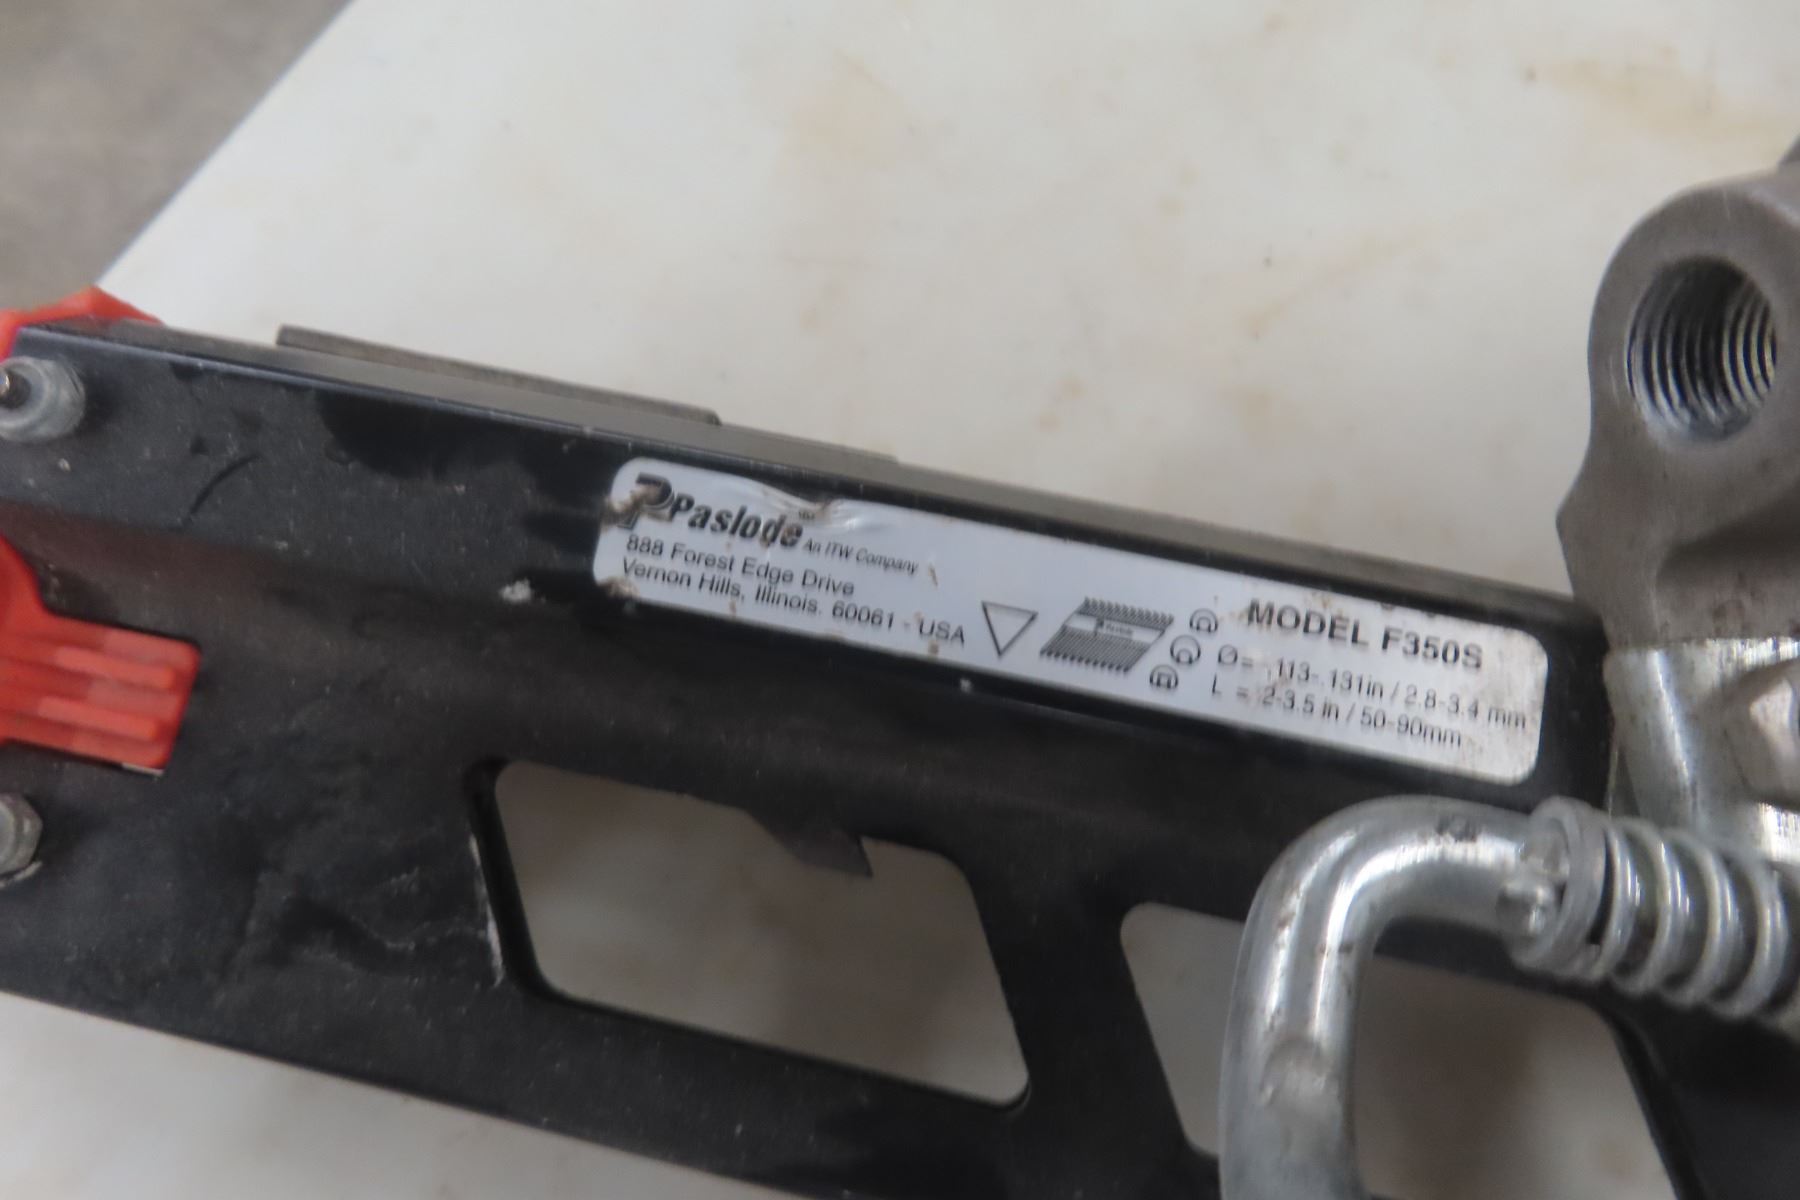 Paslode An ITW Company
888 Forest Edge Drive
Vernon Hills, Illinois. 60061 - USA
MODEL F350S
Ø = .113-.131in / 2.8-3.4 mm
L = 2-3.5 in / 50-90mm